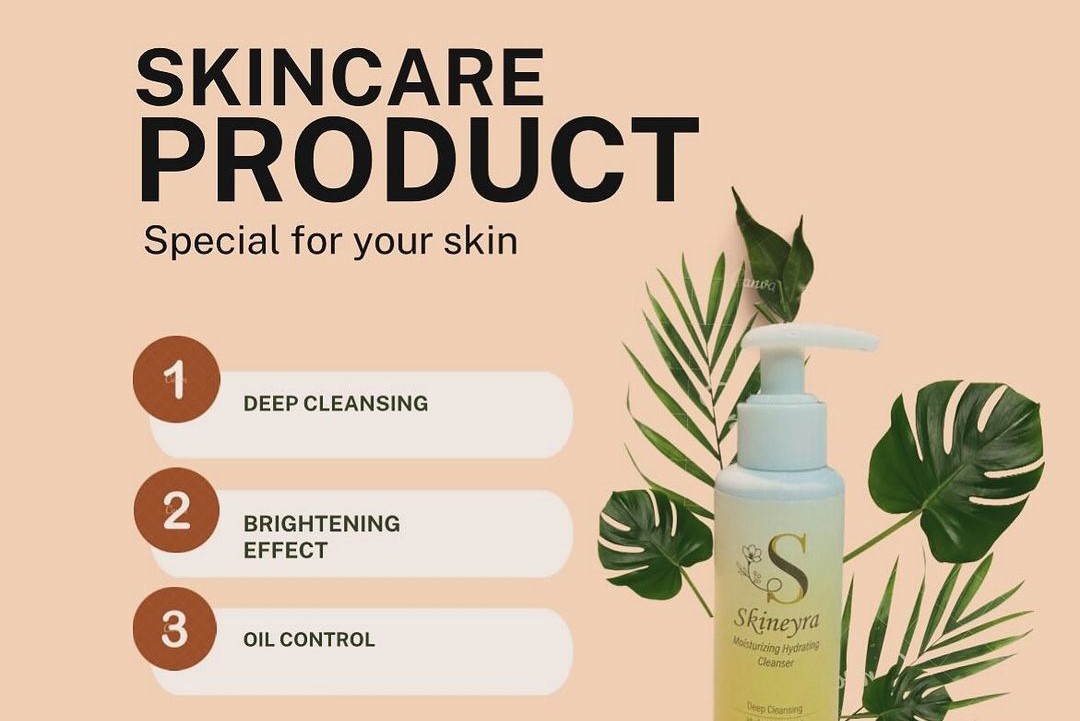 SKINCARE
PRODUCT
Special for your skin
1
DEEP CLEANSING
2
BRIGHTENING
EFFECT
3
OIL CONTROL
S
Skineyra
Moisturizing Hydrating
Cleanser
Deep Cleansing